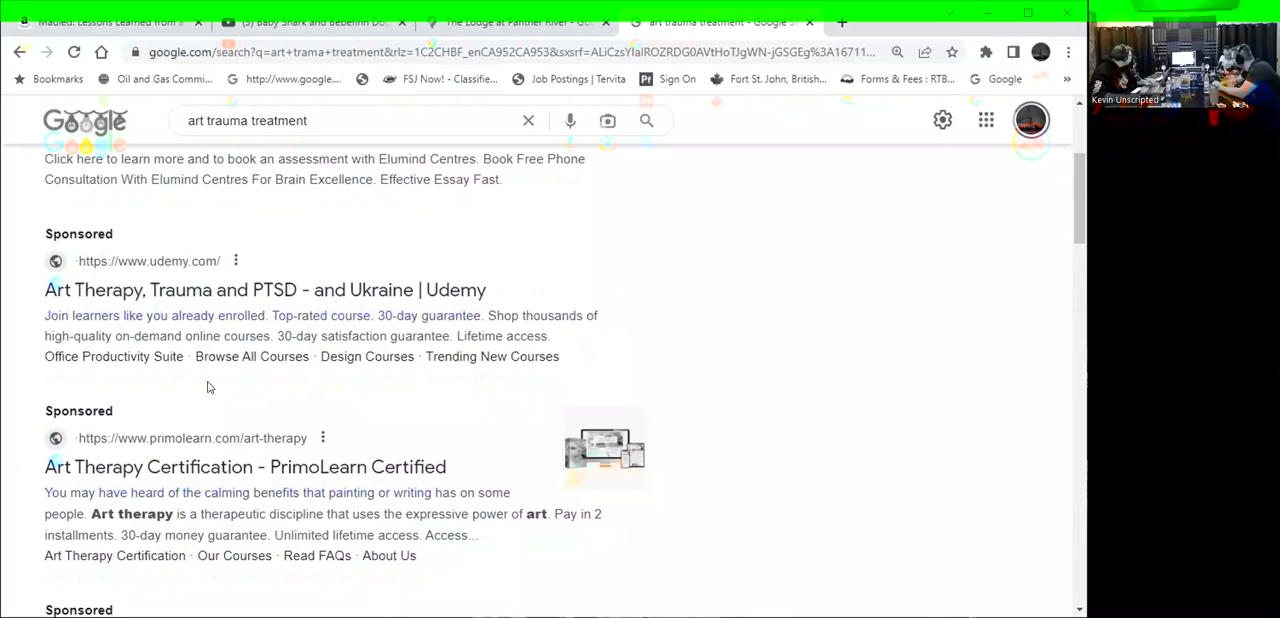 Mauled: Lessons Learned from a
(3) Baby Shark and Bebefinn Do
The Lodge at Panther River - Go
art trauma treatment - Google S
google.com/search?q=art+trama+treatment&rlz=1C2CHBF_enCA952CA953&sxsrf=ALiCzsYIaIROZRDG0AVtHoTJgWN-jGSGEg%3A16711...
Bookmarks
Oil and Gas Commi...
http://www.google....
FSJ Now! - Classifie...
Job Postings | Tervita
Sign On
Fort St. John, British...
Forms & Fees : RTB...
Google
»
Kevin Unscripted
Google
art trauma treatment
Click here to learn more and to book an assessment with Elumind Centres. Book Free Phone
Consultation With Elumind Centres For Brain Excellence. Effective Essay Fast.
Sponsored
·https://www.udemy.com/
Art Therapy, Trauma and PTSD - and Ukraine | Udemy
Join learners like you already enrolled. Top-rated course. 30-day guarantee. Shop thousands of
high-quality on-demand online courses. 30-day satisfaction guarantee. Lifetime access.
Office Productivity Suite · Browse All Courses · Design Courses · Trending New Courses
Sponsored
·https://www.primolearn.com/art-therapy
Art Therapy Certification - PrimoLearn Certified
You may have heard of the calming benefits that painting or writing has on some
people. Art therapy is a therapeutic discipline that uses the expressive power of art. Pay in 2
installments. 30-day money guarantee. Unlimited lifetime access. Access...
Art Therapy Certification · Our Courses · Read FAQs · About Us
Sponsored